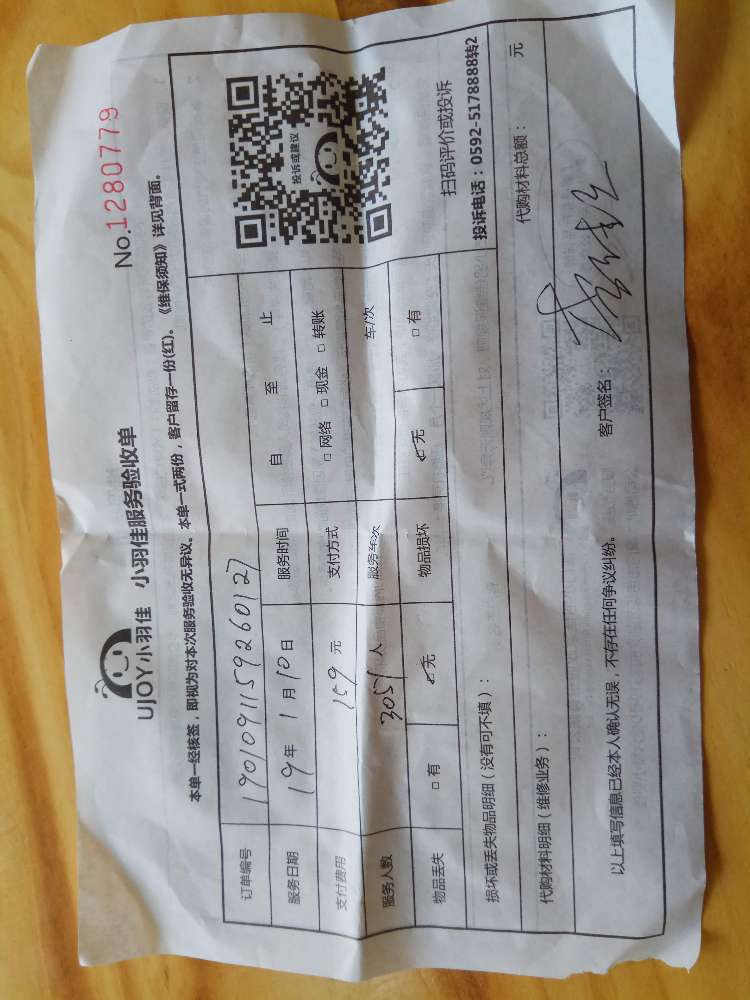 No.1280779
UJOY小羽佳 小羽佳服务验收单
本单一经核签，即视为对本次服务验收无异议。本单一式两份，客户留存一份(红)。《维保须知》详见背面。
订单编号 1901091159260127
服务日期 19年 1月10日 服务时间 自 至 止
支付费用 159元 支付方式 □网络 □现金 □转账
服务人数 人 服务车次 车/次
物品丢失 □有 ☑无 物品损坏 ☑无 □有
投诉或建议
扫码评价或投诉
投诉电话：0592-5178888转2
损坏或丢失物品明细（没有可不填）：
代购材料明细（维修业务）： 代购材料总额： 元
以上填写信息已经本人确认无误，不存在任何争议纠纷。 客户签名：